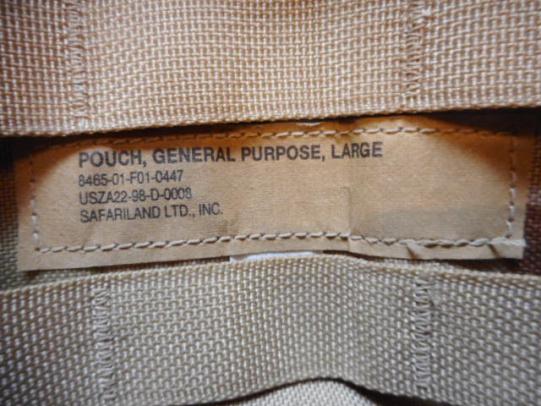 POUCH, GENERAL PURPOSE, LARGE
8465-01-F01-0447
USZA22-98-D-0008
SAFARILAND LTD., INC.